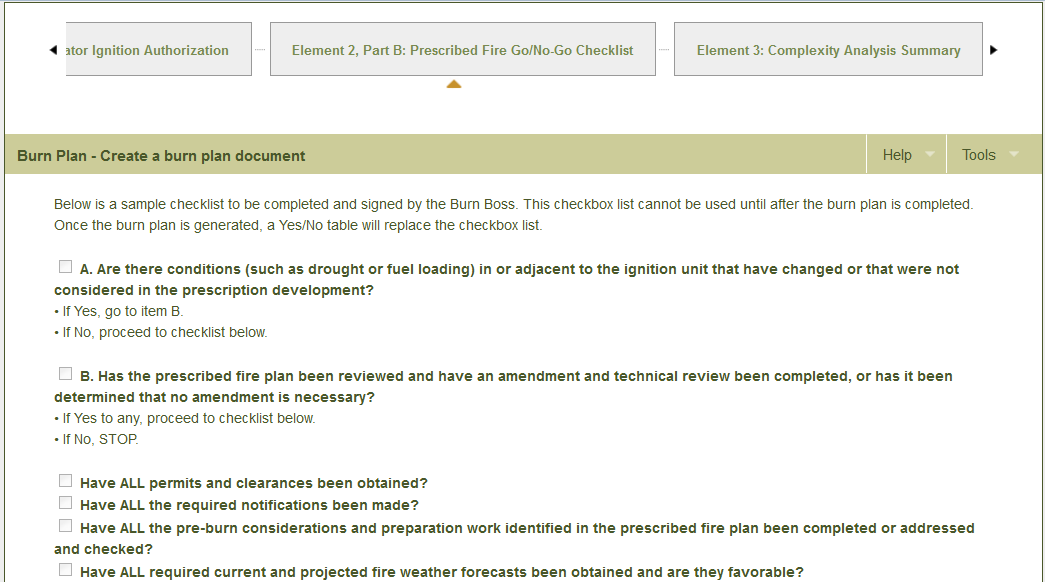 ator Ignition Authorization
Element 2, Part B: Prescribed Fire Go/No-Go Checklist
Element 3: Complexity Analysis Summary
Burn Plan - Create a burn plan document
Help
Tools
Below is a sample checklist to be completed and signed by the Burn Boss. This checkbox list cannot be used until after the burn plan is completed.
Once the burn plan is generated, a Yes/No table will replace the checkbox list.
A. Are there conditions (such as drought or fuel loading) in or adjacent to the ignition unit that have changed or that were not
considered in the prescription development?
• If Yes, go to item B.
• If No, proceed to checklist below.
B. Has the prescribed fire plan been reviewed and have an amendment and technical review been completed, or has it been
determined that no amendment is necessary?
• If Yes to any, proceed to checklist below.
• If No, STOP.
Have ALL permits and clearances been obtained?
Have ALL the required notifications been made?
Have ALL the pre-burn considerations and preparation work identified in the prescribed fire plan been completed or addressed
and checked?
Have ALL required current and projected fire weather forecasts been obtained and are they favorable?